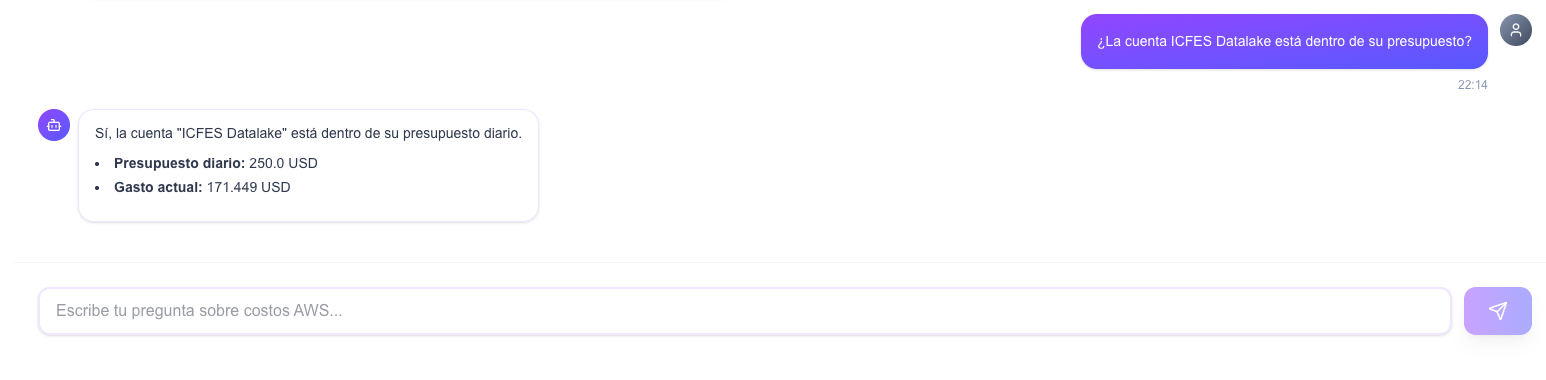 ¿La cuenta ICFES Datalake está dentro de su presupuesto?
22:14
Sí, la cuenta "ICFES Datalake" está dentro de su presupuesto diario.
• Presupuesto diario: 250.0 USD
• Gasto actual: 171.449 USD
Escribe tu pregunta sobre costos AWS...